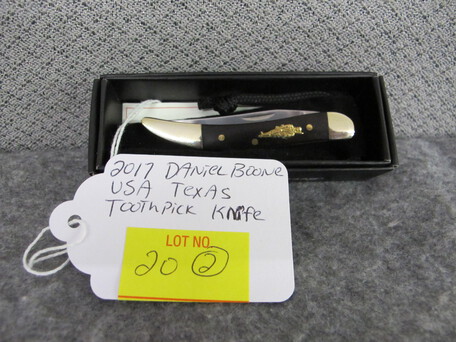 2017 DANiEL BOONE
USA TEXAS
TOOTHPiCK KNiFe
LOT NO.
20 2